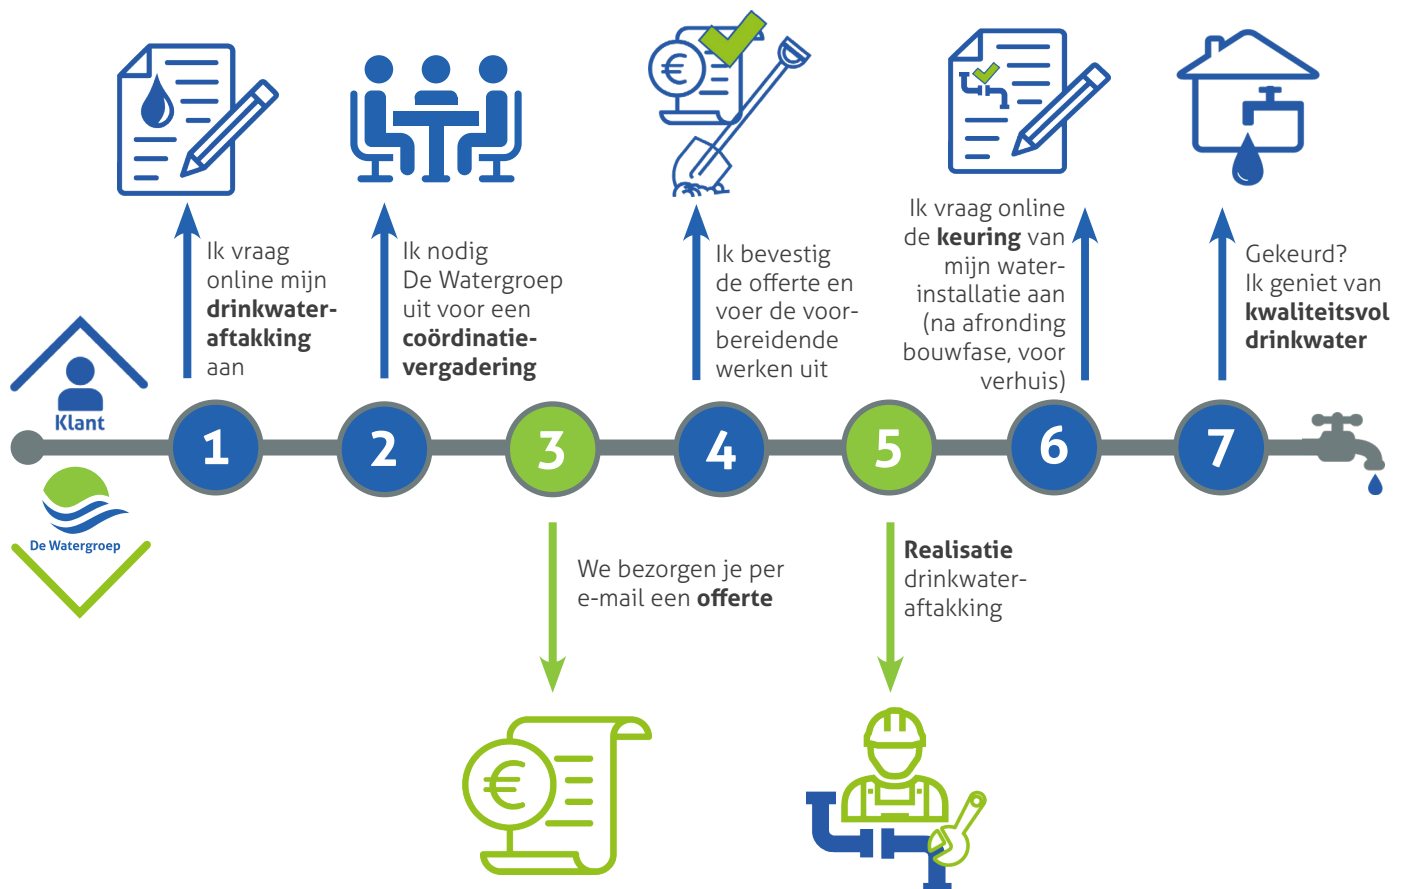 Ik vraag
online mijn
drinkwater-
aftakking
aan
Ik nodig
De Watergroep
uit voor een
coördinatie-
vergadering
€
Ik bevestig
de offerte en
voer de voor-
bereidende
werken uit
Ik vraag online
de keuring van
mijn water-
installatie aan
(na afronding
bouwfase, voor
verhuis)
Gekeurd?
Ik geniet van
kwaliteitsvol
drinkwater
Klant
1
2
3
4
5
6
7
De Watergroep
We bezorgen je per
e-mail een offerte
€
Realisatie
drinkwater-
aftakking